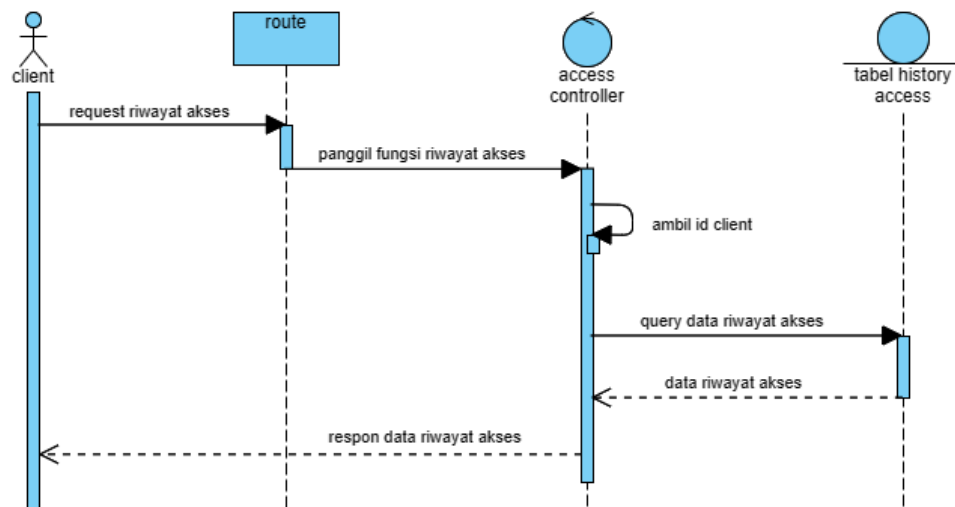 client
route
access
controller
tabel history
access
request riwayat akses
panggil fungsi riwayat akses
ambil id client
query data riwayat akses
data riwayat akses
respon data riwayat akses